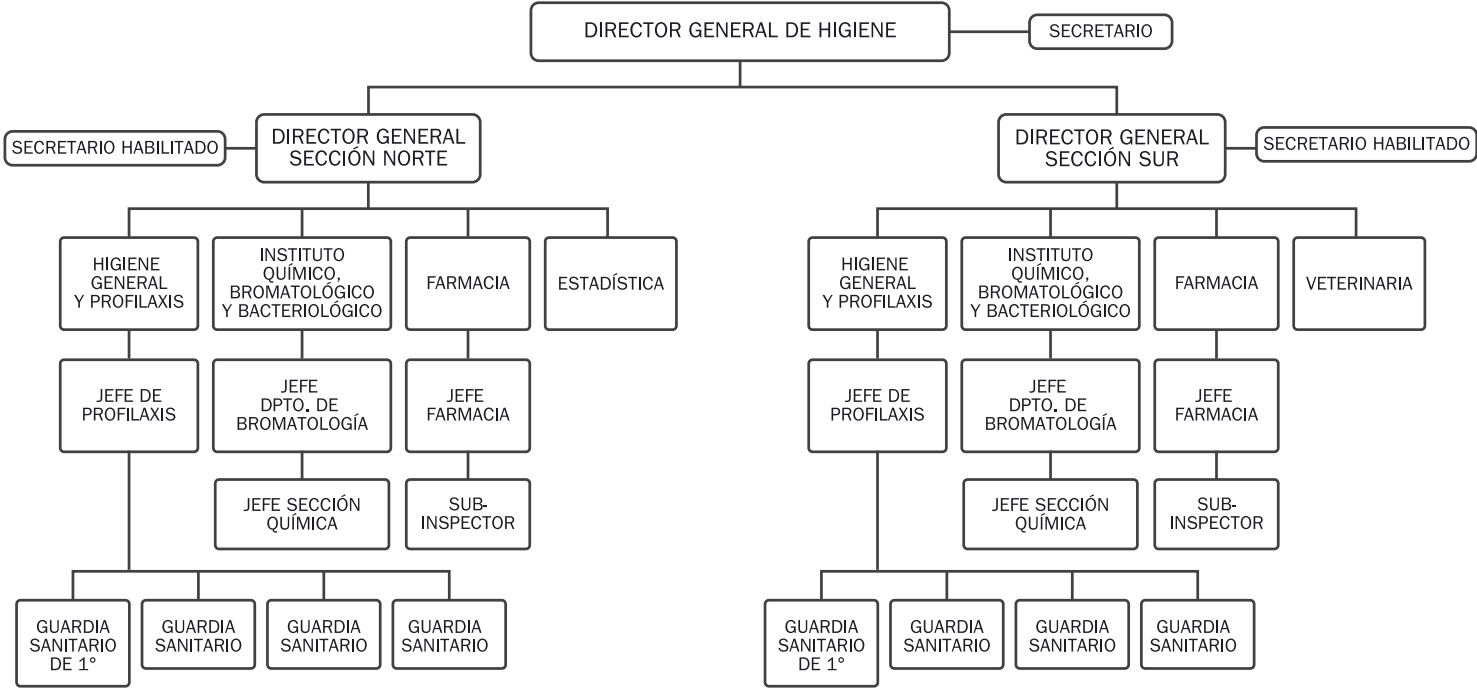 DIRECTOR GENERAL DE HIGIENE
SECRETARIO
SECRETARIO HABILITADO
DIRECTOR GENERAL
SECCIÓN NORTE
DIRECTOR GENERAL
SECCIÓN SUR
SECRETARIO HABILITADO
HIGIENE
GENERAL
Y PROFILAXIS
INSTITUTO
QUÍMICO,
BROMATOLÓGICO
Y BACTERIOLÓGICO
FARMACIA
ESTADÍSTICA
HIGIENE
GENERAL
Y PROFILAXIS
INSTITUTO
QUÍMICO,
BROMATOLÓGICO
Y BACTERIOLÓGICO
FARMACIA
VETERINARIA
JEFE DE
PROFILAXIS
JEFE
DPTO. DE
BROMATOLOGÍA
JEFE
FARMACIA
JEFE DE
PROFILAXIS
JEFE
DPTO. DE
BROMATOLOGÍA
JEFE
FARMACIA
JEFE SECCIÓN
QUÍMICA
SUB-
INSPECTOR
JEFE SECCIÓN
QUÍMICA
SUB-
INSPECTOR
GUARDIA
SANITARIO
DE 1°
GUARDIA
SANITARIO
GUARDIA
SANITARIO
GUARDIA
SANITARIO
GUARDIA
SANITARIO
DE 1°
GUARDIA
SANITARIO
GUARDIA
SANITARIO
GUARDIA
SANITARIO